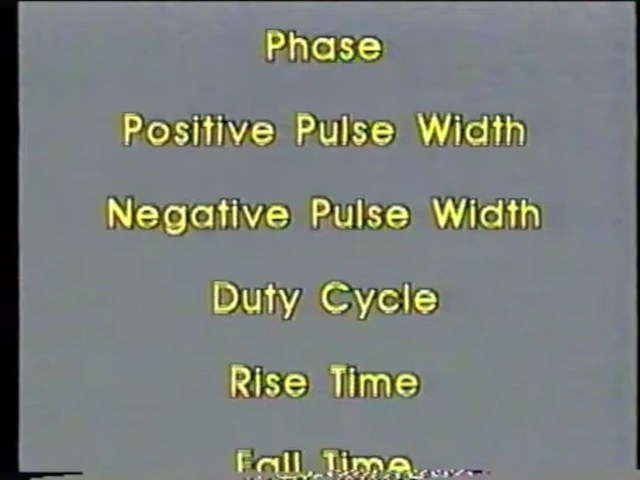 Phase
Positive Pulse Width
Negative Pulse Width
Duty Cycle
Rise Time
Fall Time